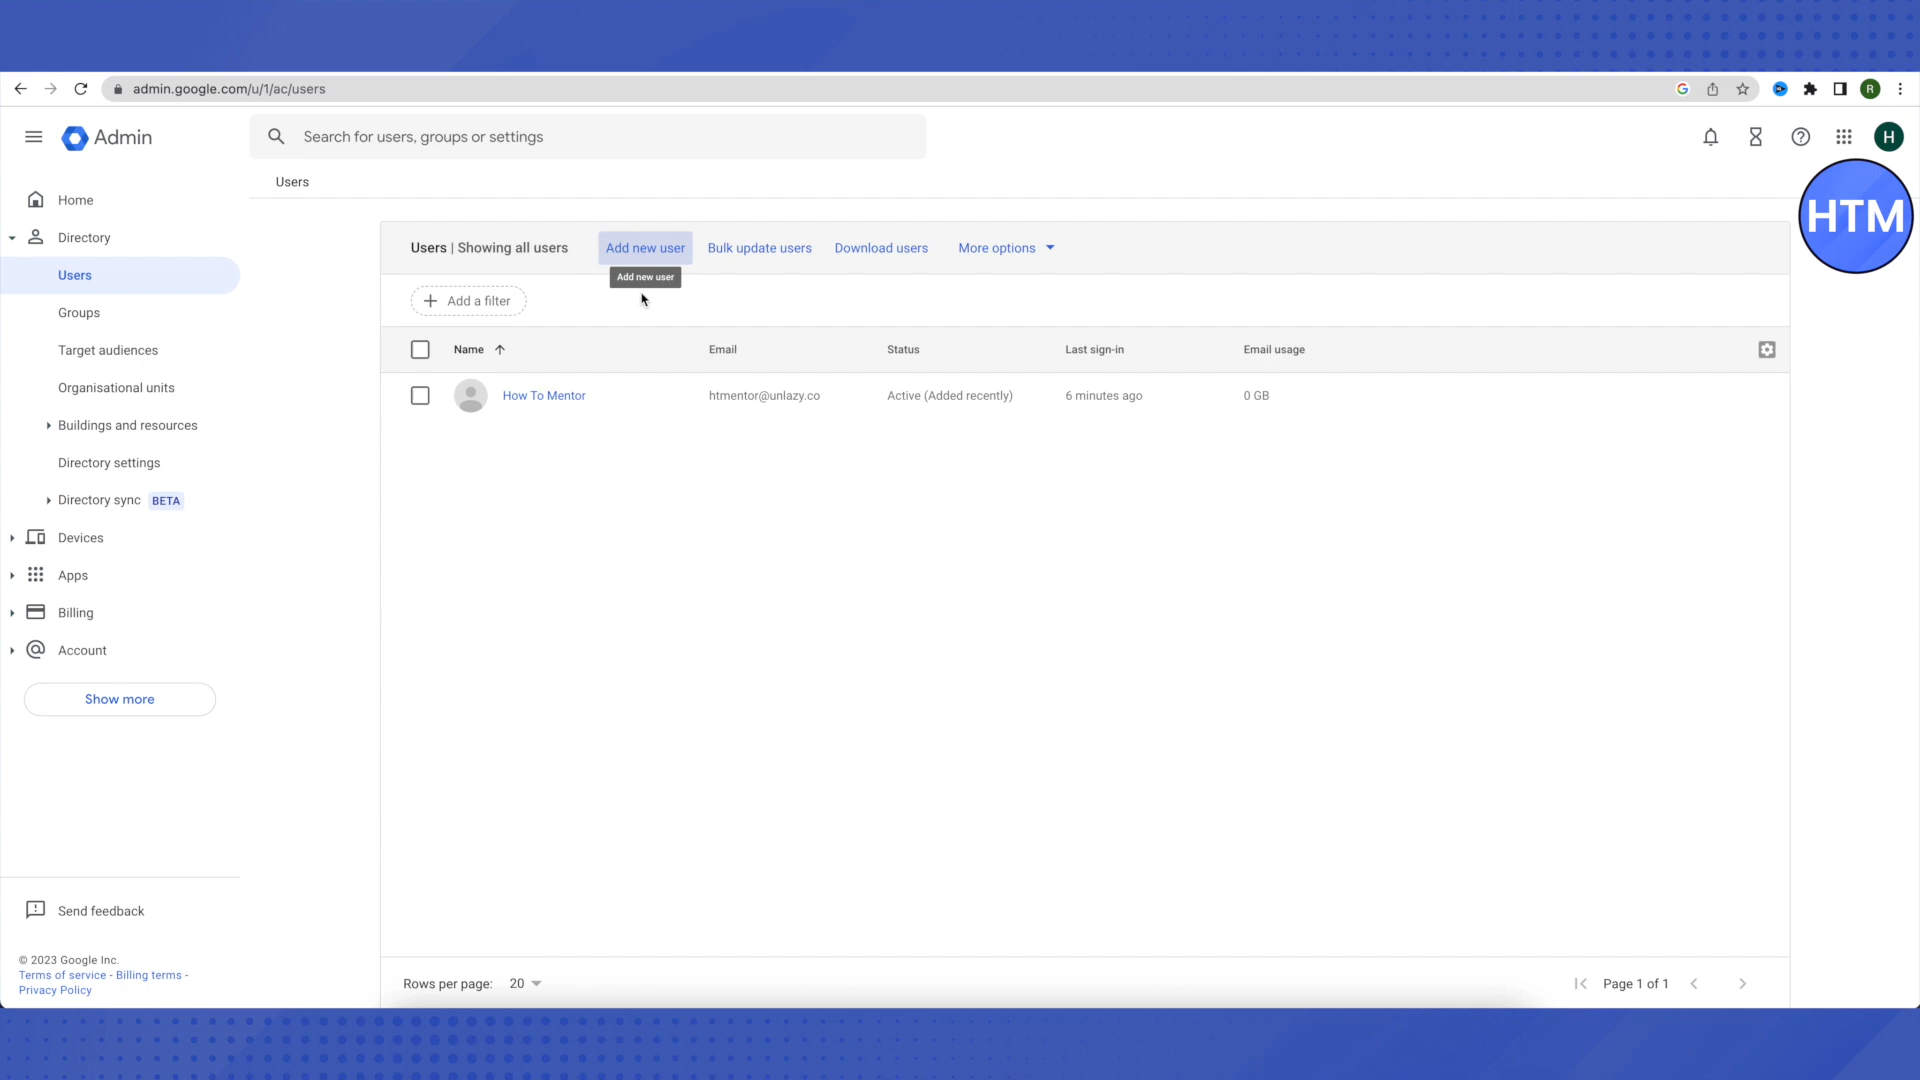 admin.google.com/u/1/ac/users
R
Admin
Search for users, groups or settings
H
HTM
Users
Home
Directory
Users
Groups
Target audiences
Organisational units
Buildings and resources
Directory settings
Directory sync BETA
Devices
Apps
Billing
Account
Show more
Send feedback
© 2023 Google Inc.
Terms of service - Billing terms -
Privacy Policy
Users | Showing all users Add new user Bulk update users Download users More options
Add new user
Add a filter
Name Email Status Last sign-in Email usage
How To Mentor htmentor@unlazy.co Active (Added recently) 6 minutes ago 0 GB
Rows per page: 20 Page 1 of 1